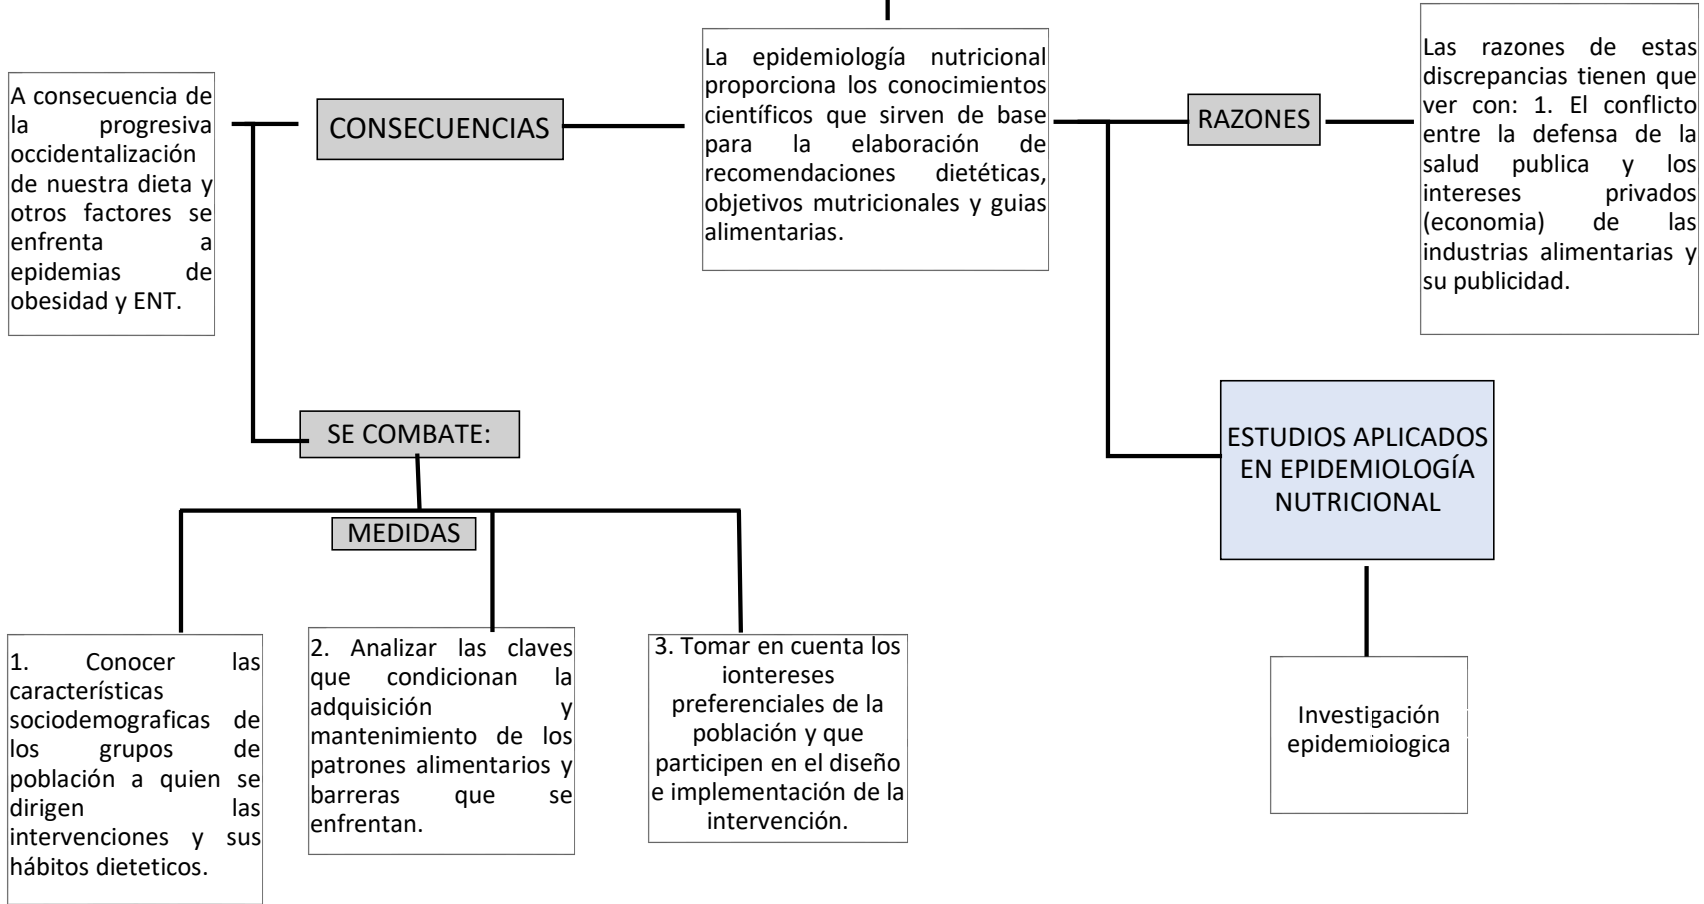 A consecuencia de
la progresiva
occidentalización
de nuestra dieta y
otros factores se
enfrenta a
epidemias de
obesidad y ENT.
CONSECUENCIAS
La epidemiología nutricional
proporciona los conocimientos
científicos que sirven de base
para la elaboración de
recomendaciones dietéticas,
objetivos mutricionales y guias
alimentarias.
RAZONES
Las razones de estas
discrepancias tienen que
ver con: 1. El conflicto
entre la defensa de la
salud publica y los
intereses privados
(economia) de las
industrias alimentarias y
su publicidad.
SE COMBATE:
ESTUDIOS APLICADOS
EN EPIDEMIOLOGÍA
NUTRICIONAL
MEDIDAS
1. Conocer las
características
sociodemograficas de
los grupos de
población a quien se
dirigen las
intervenciones y sus
hábitos dieteticos.
2. Analizar las claves
que condicionan la
adquisición y
mantenimiento de los
patrones alimentarios y
barreras que se
enfrentan.
3. Tomar en cuenta los
iontereses
preferenciales de la
población y que
participen en el diseño
e implementación de la
intervención.
Investigación
epidemiologica